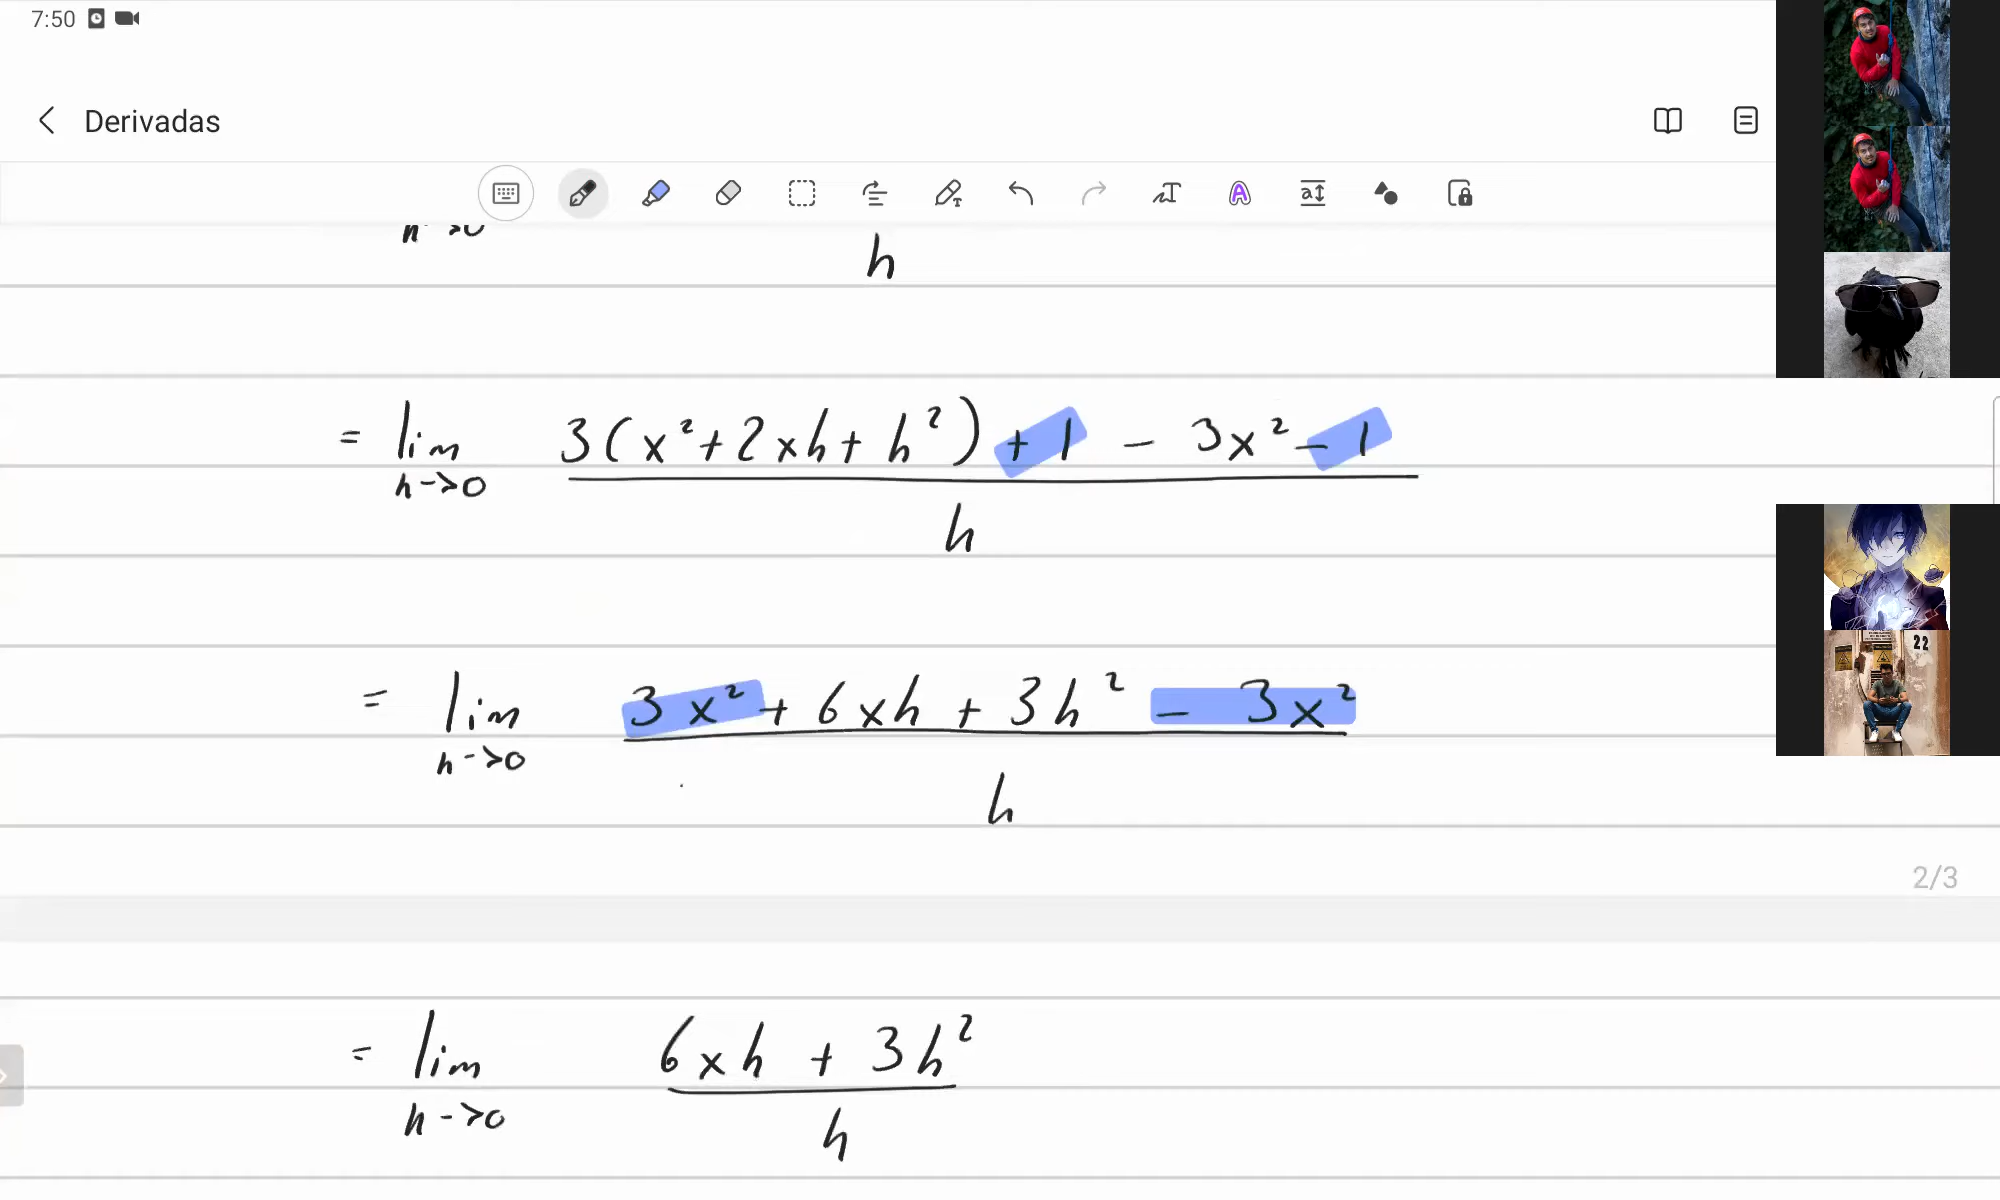 7:50
Derivadas
h->0
h
= lim 3(x²+2xh+h²)+1 - 3x²-1
h->0
h
= lim 3x²+6xh+3h² - 3x²
h->0
h
2/3
= lim 6xh + 3h²
h->0
h
22